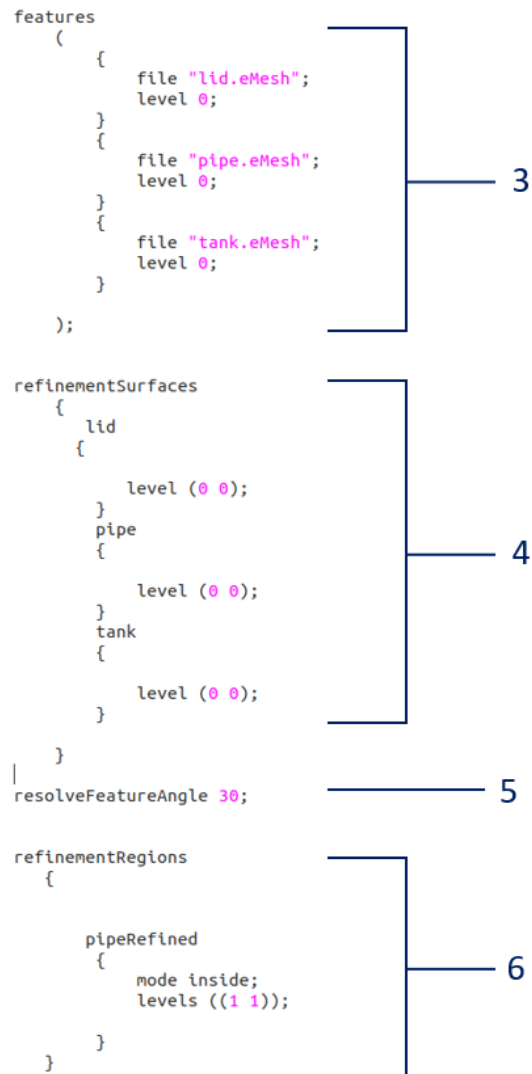 features
(
{
file "lid.eMesh";
level 0;
}
{
file "pipe.eMesh";
level 0;
}
{
file "tank.eMesh";
level 0;
}
);
3
refinementSurfaces
{
lid
{
level (0 0);
}
pipe
{
level (0 0);
}
tank
{
level (0 0);
}
}
4
resolveFeatureAngle 30;
5
refinementRegions
{
pipeRefined
{
mode inside;
levels ((1 1));
}
}
6